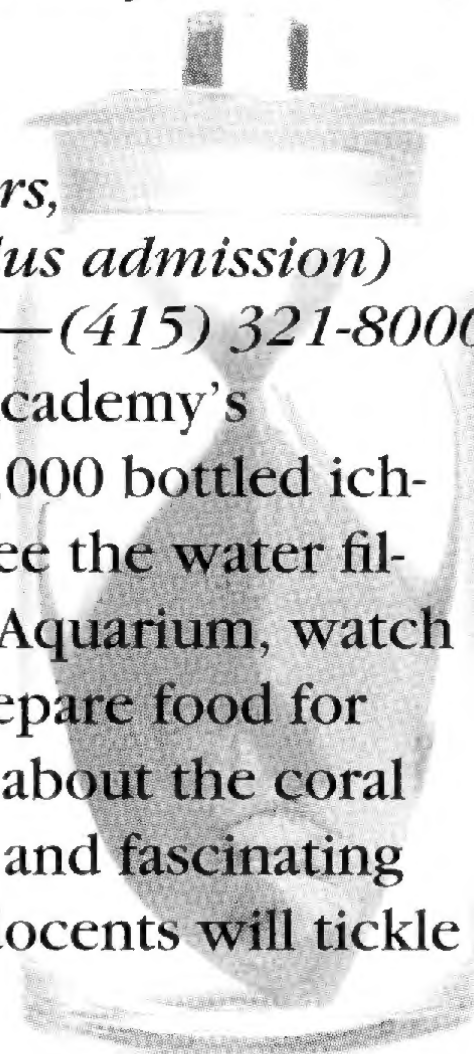 rs,
lus admission)
—(415) 321-8000
cademy's
,000 bottled ich-
ee the water fil-
Aquarium, watch
epare food for
about the coral
and fascinating
docents will tickle